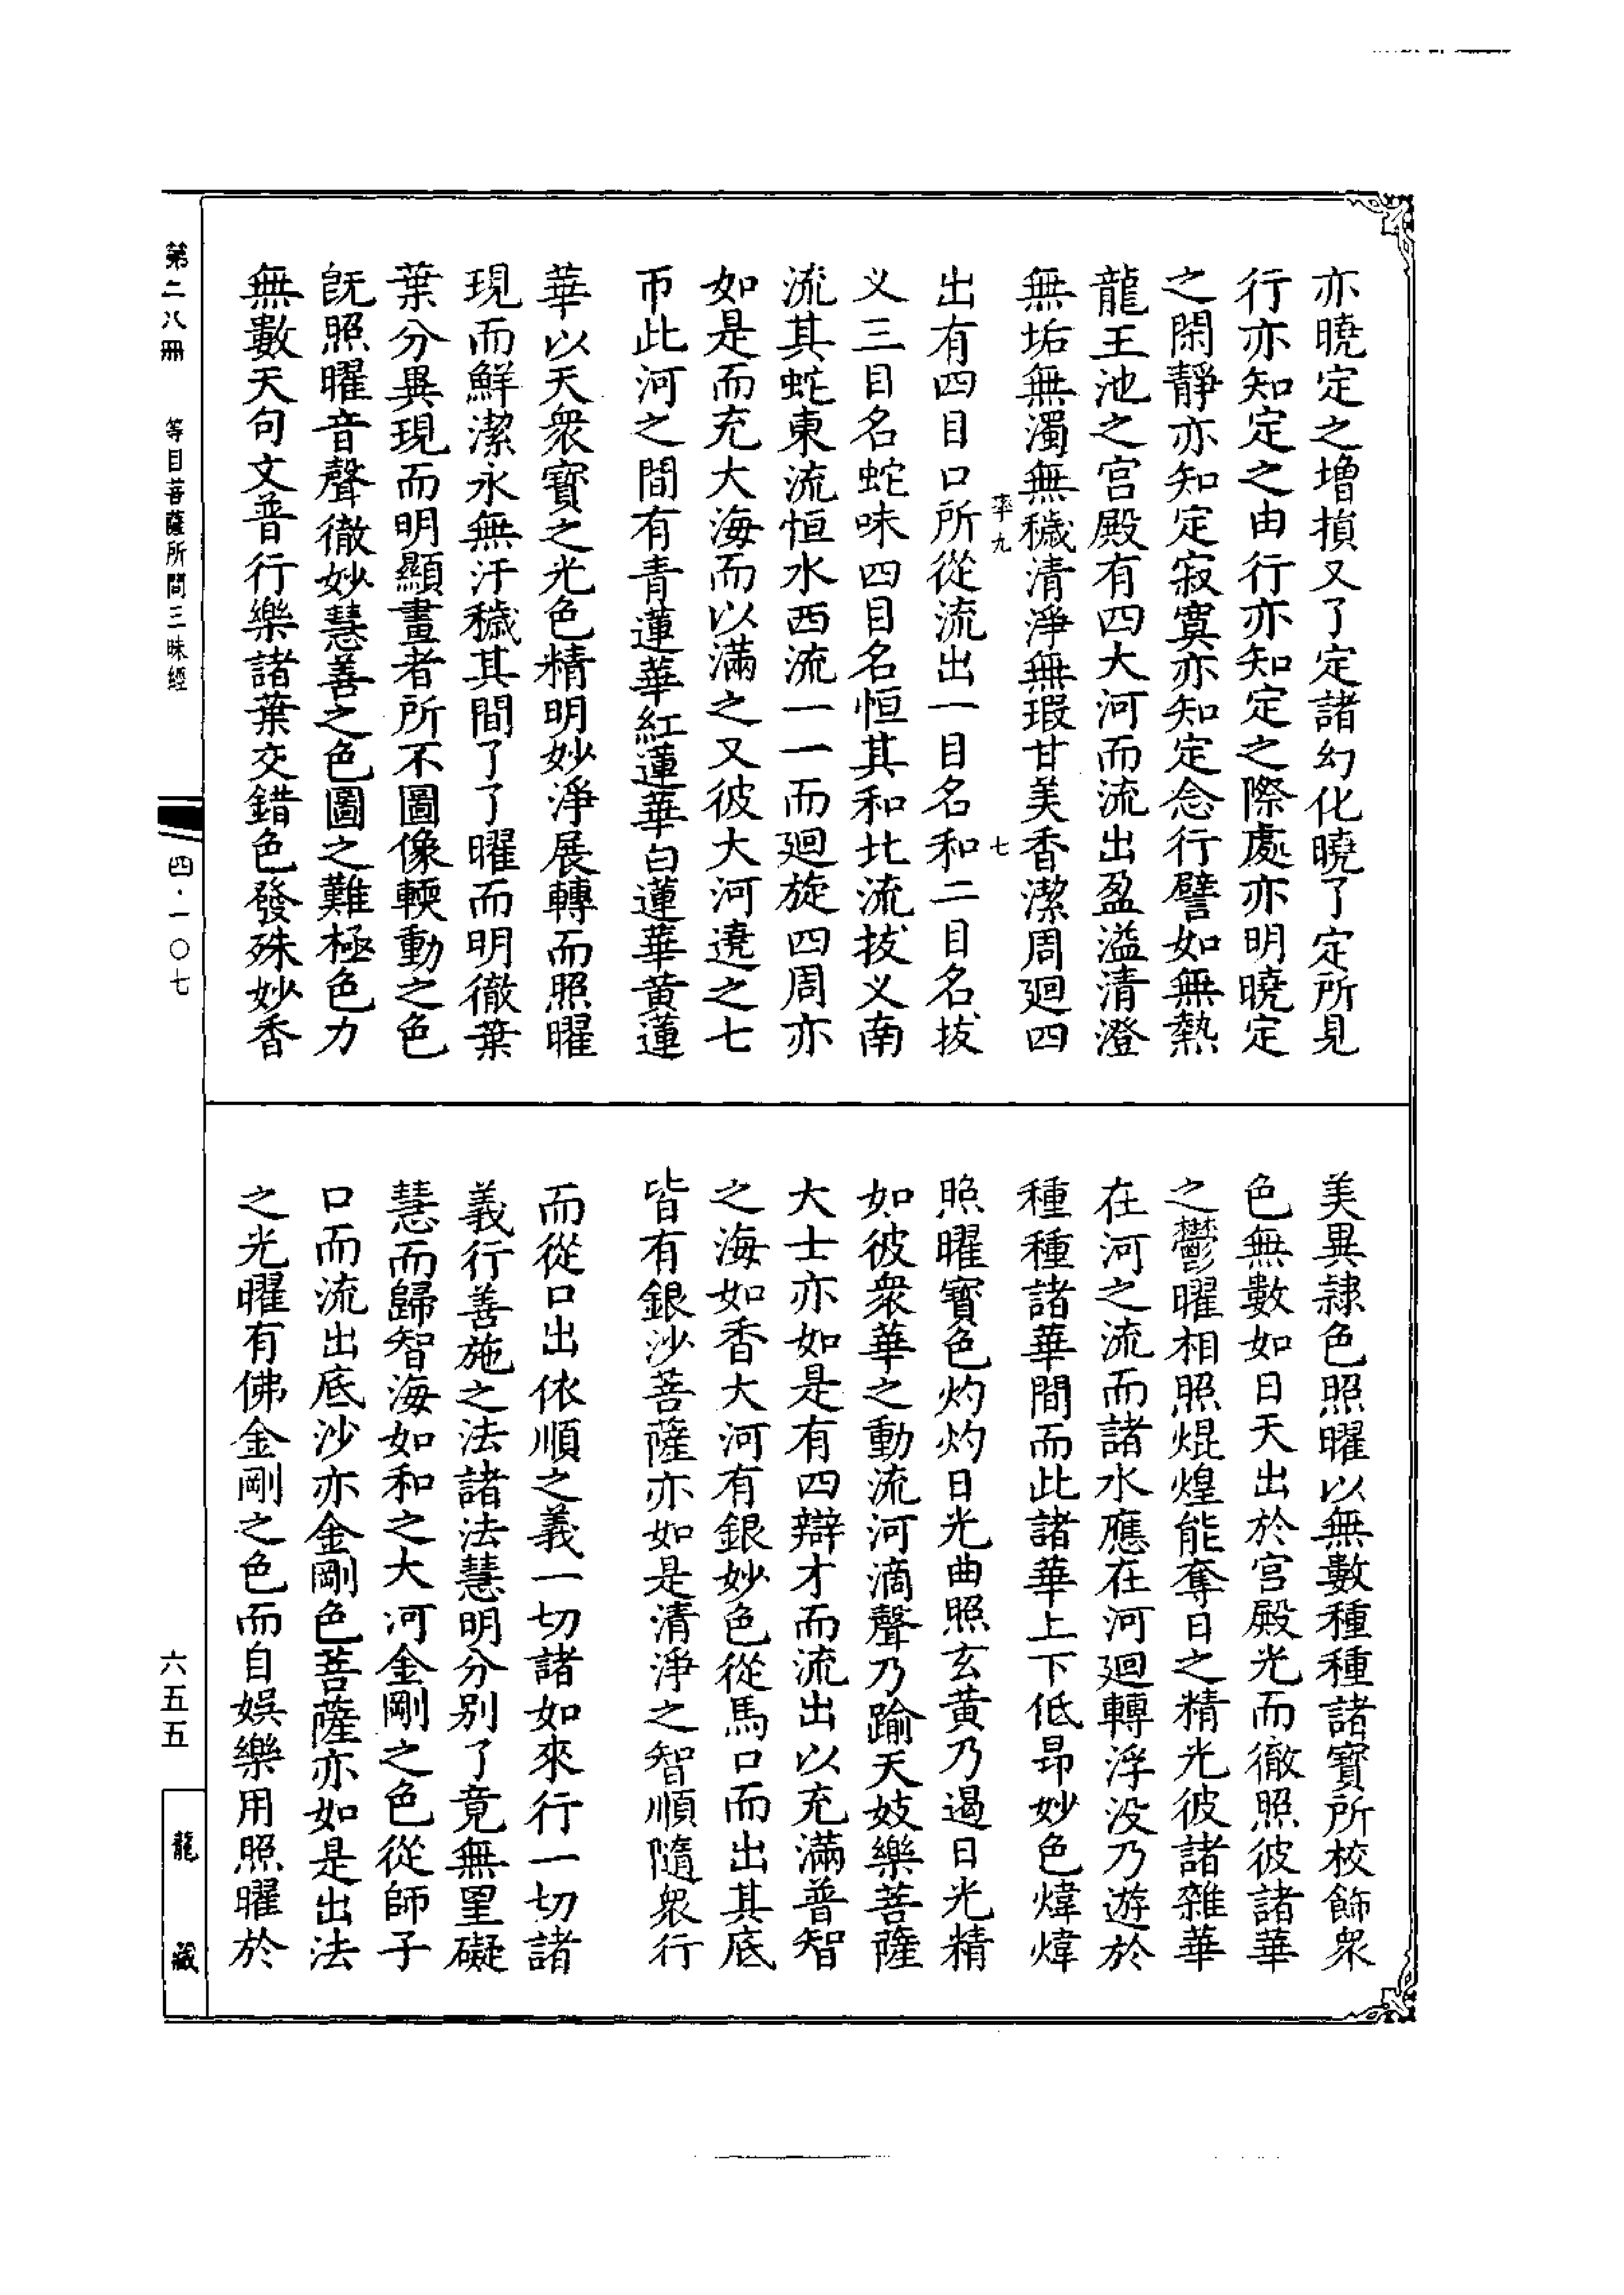 亦曉定之增損又了定諸幻化曉了定所見
行亦知定之由行亦知定之際處亦明曉定
之閑靜亦知定寂寞亦知定念行譬如無熱
龍王池之宫殿有四大河而流出盈溢清澄
無垢無濁無穢清淨無瑕甘美香潔周迴四
率九 七
出有四目口所從流出一目名和二目名拔
义三目名蛇味四目名恒其和北流拔义南
流其蛇東流恒水西流一一而迴旋四周亦
如是而充大海而以滿之又彼大河遶之七
帀此河之間有青蓮華紅蓮華白蓮華黄蓮
華以天衆寶之光色精明妙淨展轉而照曜
現而鮮潔永無汙穢其間了了曜而明徹葉
葉分異現而明顯畫者所不圖像輭動之色
旣照曜音聲徹妙慧善之色圖之難極色力
無數天句文普行樂諸葉交錯色發殊妙香
美異隷色照曜以無數種種諸寶所校飾衆
色無數如日天出於宫殿光而徹照彼諸華
之鬱曜相照焜煌能奪日之精光彼諸雜華
在河之流而諸水應在河迴轉浮没乃遊於
種種諸華間而此諸華上下低昂妙色煒煒
照曜寶色灼灼日光曲照玄黄乃遏日光精
如彼衆華之動流河滴聲乃踰天妓樂菩薩
大士亦如是有四辯才而流出以充滿普智
之海如香大河有銀妙色從馬口而出其底
皆有銀沙菩薩亦如是清淨之智順隨衆行
而從口出依順之義一切諸如來行一切諸
義行善施之法諸法慧明分别了竟無罣礙
慧而歸智海如和之大河金剛之色從師子
口而流出底沙亦金剛色菩薩亦如是出法
之光曜有佛金剛之色而自娱樂用照曜於
第二八冊 等目菩薩所問三昧經
四·一〇七
六五五
龍藏